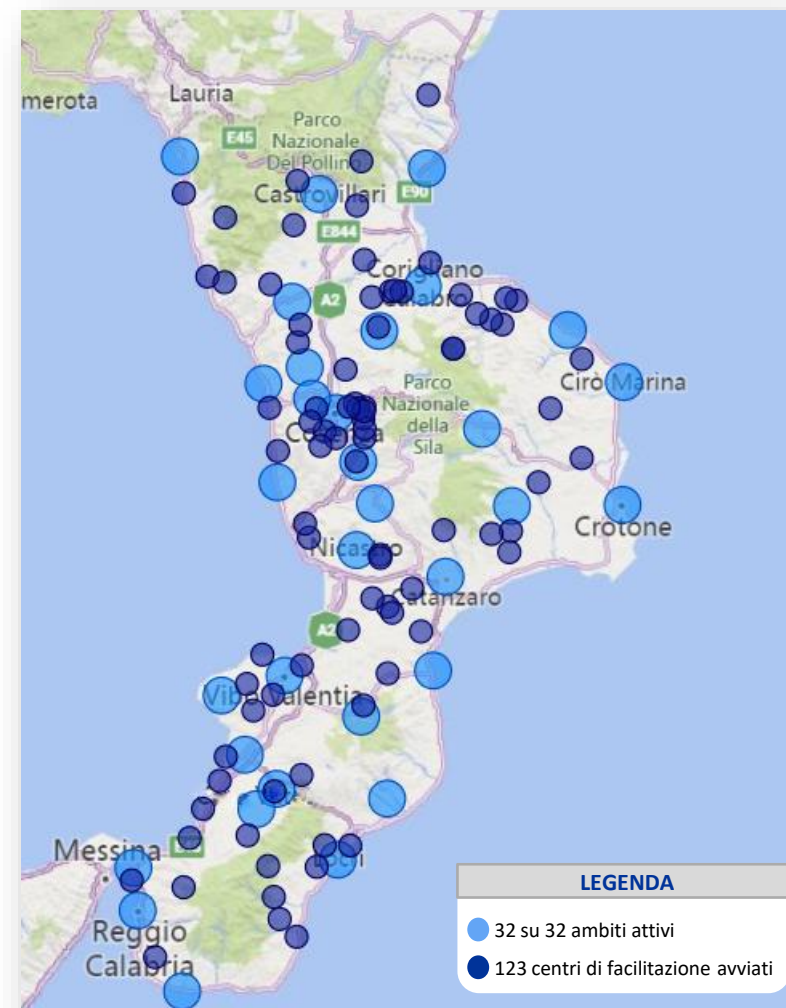 merota
Lauria
E45
Parco
Nazionale
Del Pollino
Castrovillari
E90
E844
Corigliano
Calabro
A2
Cirò Marina
Parco
Nazionale
della
Sila
Crotone
Nicastro
Catanzaro
A2
Vibo Valentia
Messina
Locri
Reggio
Calabria
LEGENDA
32 su 32 ambiti attivi
123 centri di facilitazione avviati